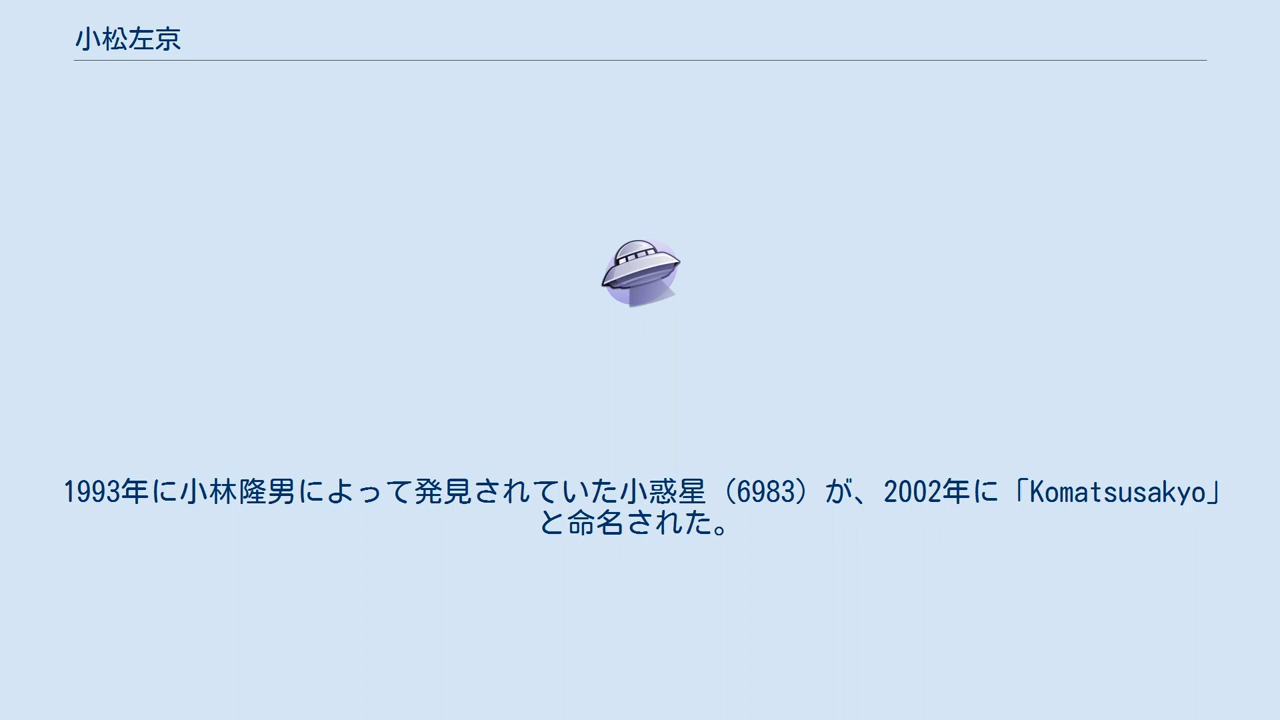 小松左京
1993年に小林隆男によって発見されていた小惑星（6983）が、2002年に「Komatsusakyo」
と命名された。